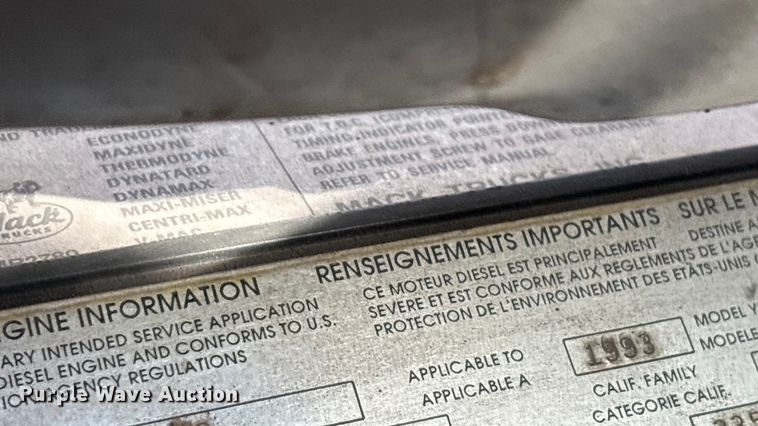 ECONODYNE
MAXIDYNE
THERMODYNE
DYNATARD
DYNAMAX
MAXI-MISER
CENTRI-MAX
V-MAC
Mack
TRUCKS
TIMING INDICATOR
BRAKE ENGINES, PRESS DOWN
ADJUSTMENT SCREW TO GAGE CLEARANCE
REFER TO SERVICE MANUAL
MACK TRUCKS, INC.
GINE INFORMATION
ARY INTENDED SERVICE APPLICATION
DIESEL ENGINE AND CONFORMS TO U.S.
AGENCY REGULATIONS
RENSEIGNEMENTS IMPORTANTS SUR LE
CE MOTEUR DIESEL EST PRINCIPALEMENT DESTINE A
SEVERE ET EST CONFORME AUX REGLEMENTS DE L'AGE
PROTECTION DE L'ENVIRONNEMENT DES ETATS-UNIS
APPLICABLE TO
APPLICABLE A
1993
MODEL Y
MODELE
CALIF. FAMILY
CATEGORIE CALIF.
Purple Wave Auction